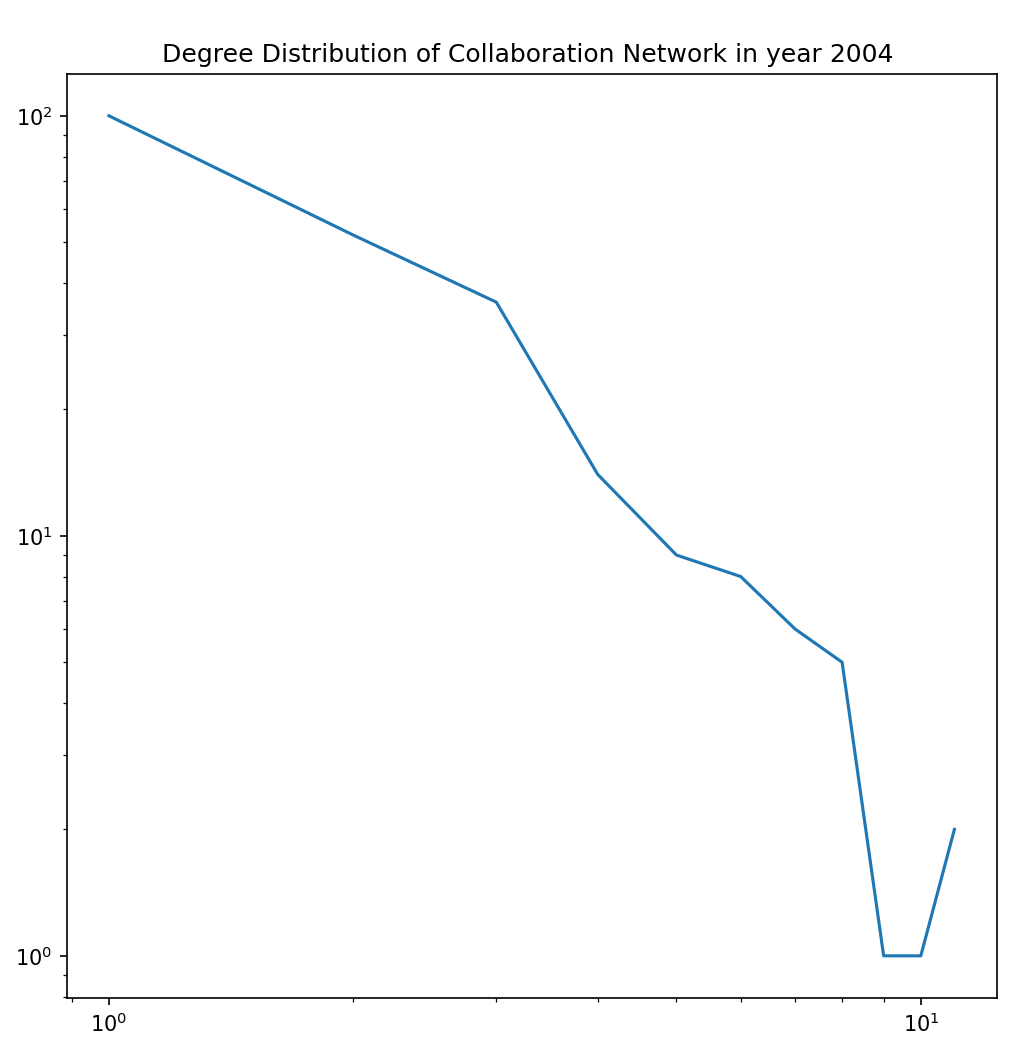 Degree Distribution of Collaboration Network in year 2004
10²
10¹
10⁰
10⁰ 10¹